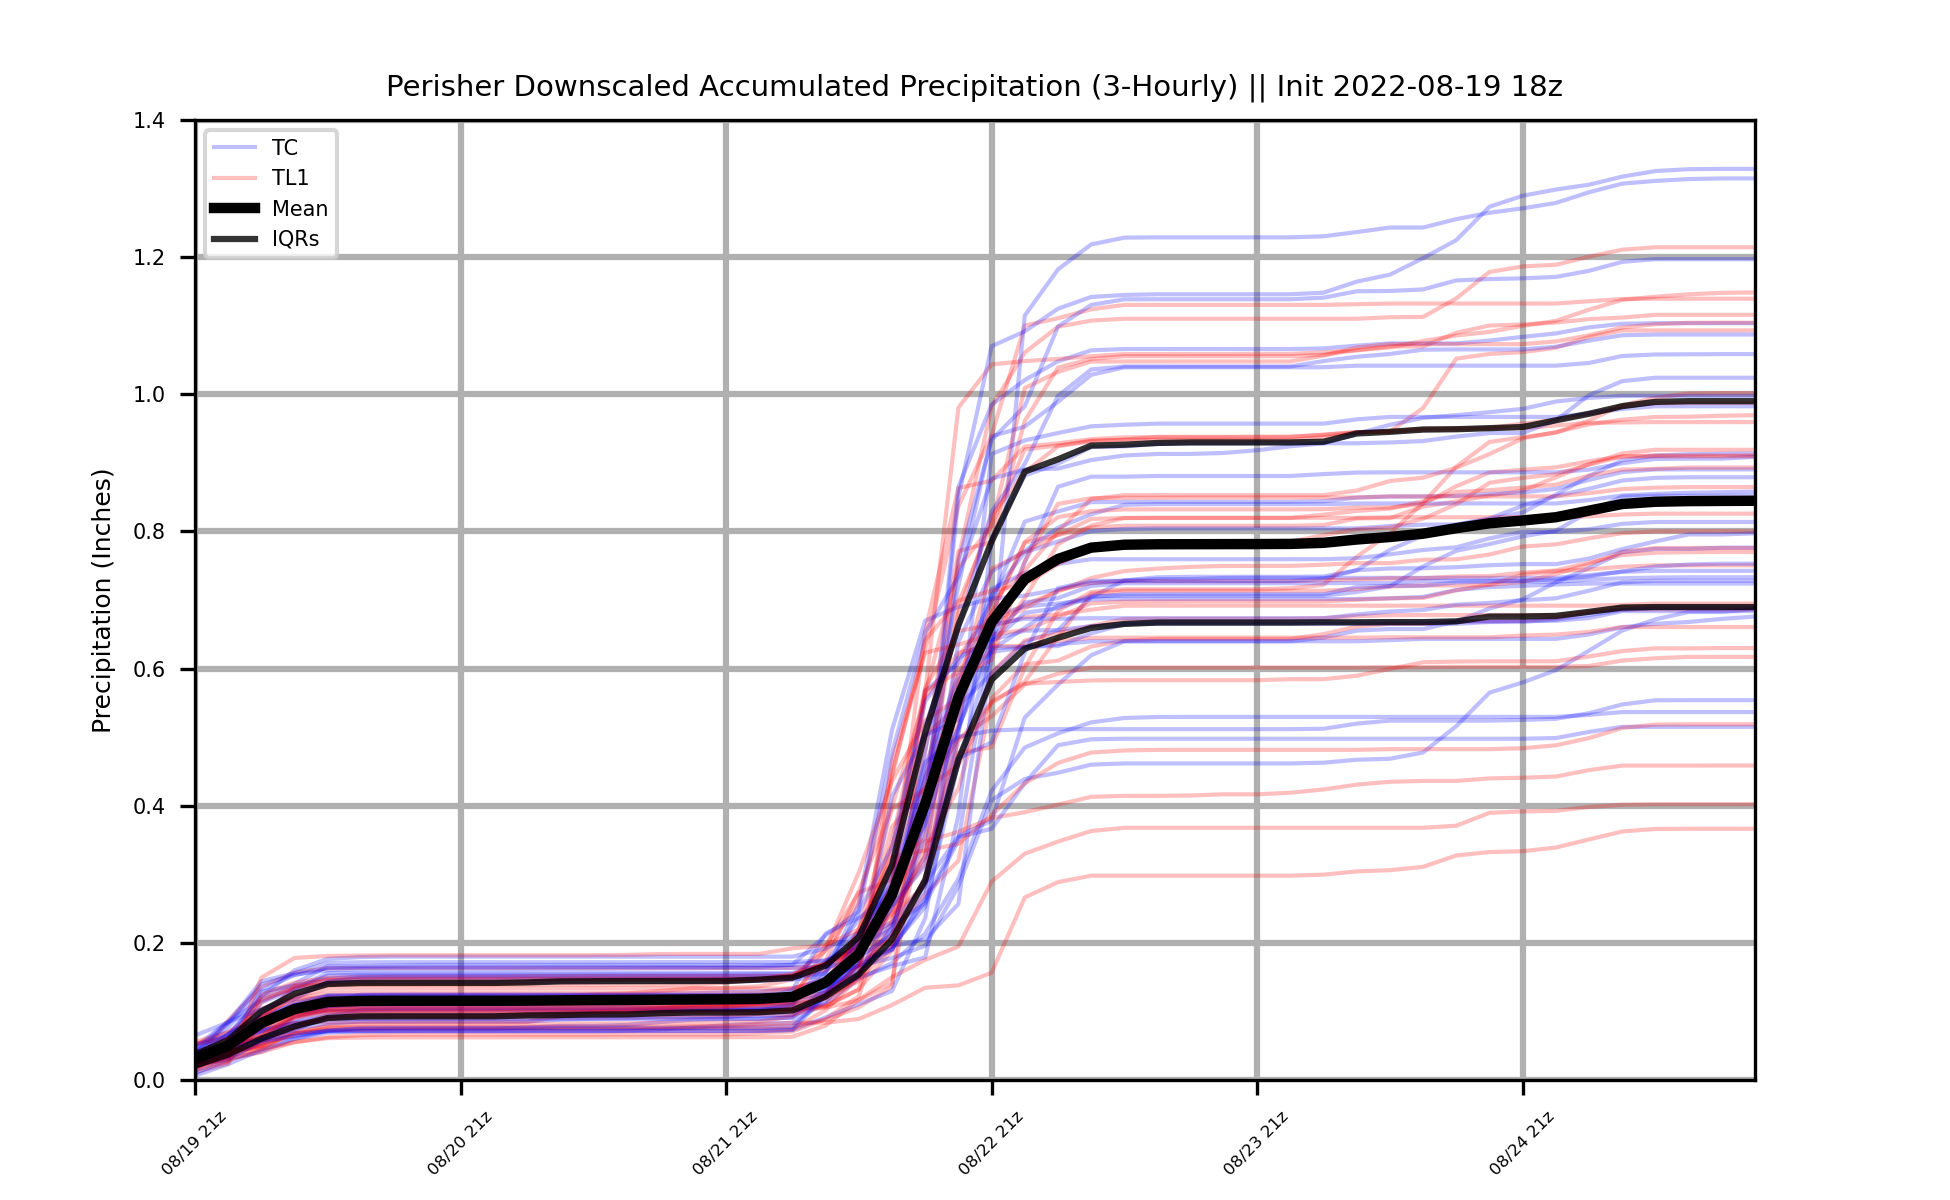 Perisher Downscaled Accumulated Precipitation (3-Hourly) || Init 2022-08-19 18z
Precipitation (Inches)
1.4
1.2
1.0
0.8
0.6
0.4
0.2
0.0
TC
TL1
Mean
IQRs
08/19 21z
08/20 21z
08/21 21z
08/22 21z
08/23 21z
08/24 21z